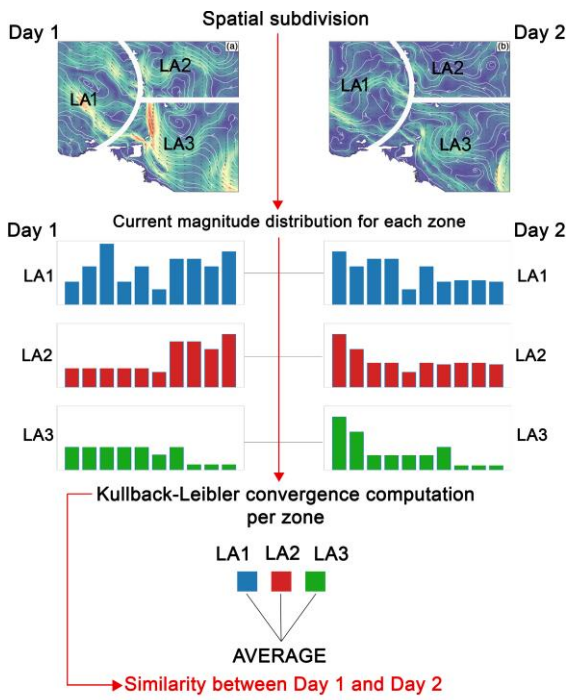 Day 1
Spatial subdivision
Day 2
(a)
LA2
LA1
LA3
(b)
LA2
LA1
LA3
Current magnitude distribution for each zone
Day 1
Day 2
LA1
LA1
LA2
LA2
LA3
LA3
Kullback-Leibler convergence computation
per zone
LA1 LA2 LA3
AVERAGE
Similarity between Day 1 and Day 2